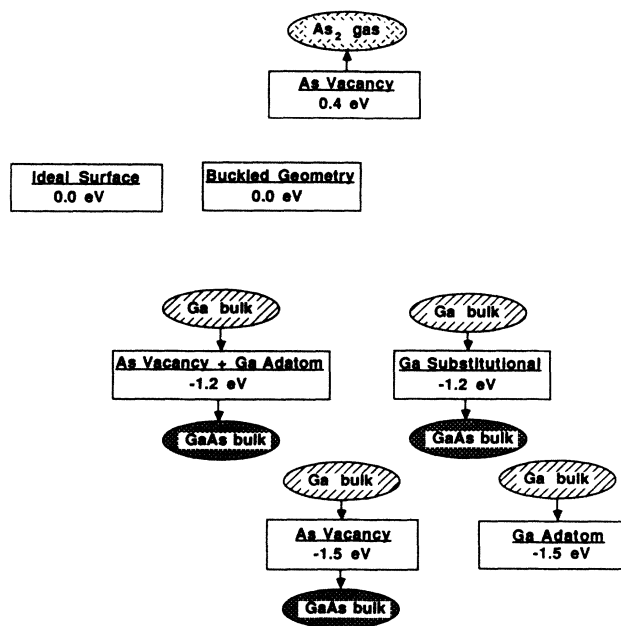 As₂ gas
As Vacancy
0.4 eV
Ideal Surface
0.0 eV
Buckled Geometry
0.0 eV
Ga bulk
Ga bulk
As Vacancy + Ga Adatom
-1.2 eV
Ga Substitutional
-1.2 eV
GaAs bulk
GaAs bulk
Ga bulk
Ga bulk
As Vacancy
-1.5 eV
Ga Adatom
-1.5 eV
GaAs bulk